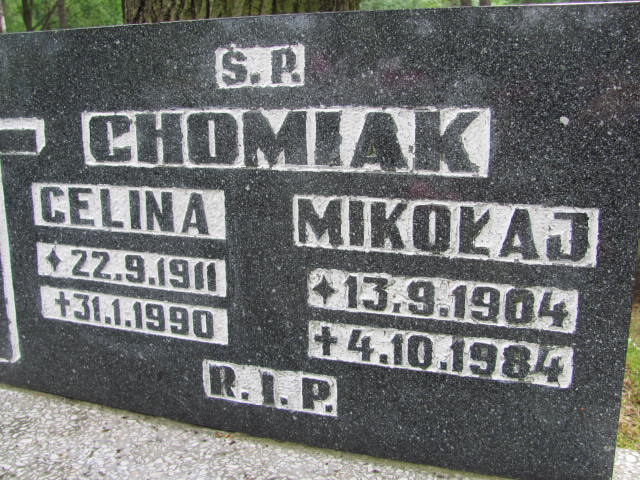 Ś.P.
CHOMIAK
CELINA
✦22.9.1911
✝31.1.1990
MIKOŁAJ
✦13.9.1904
✝4.10.1984
R.I.P.